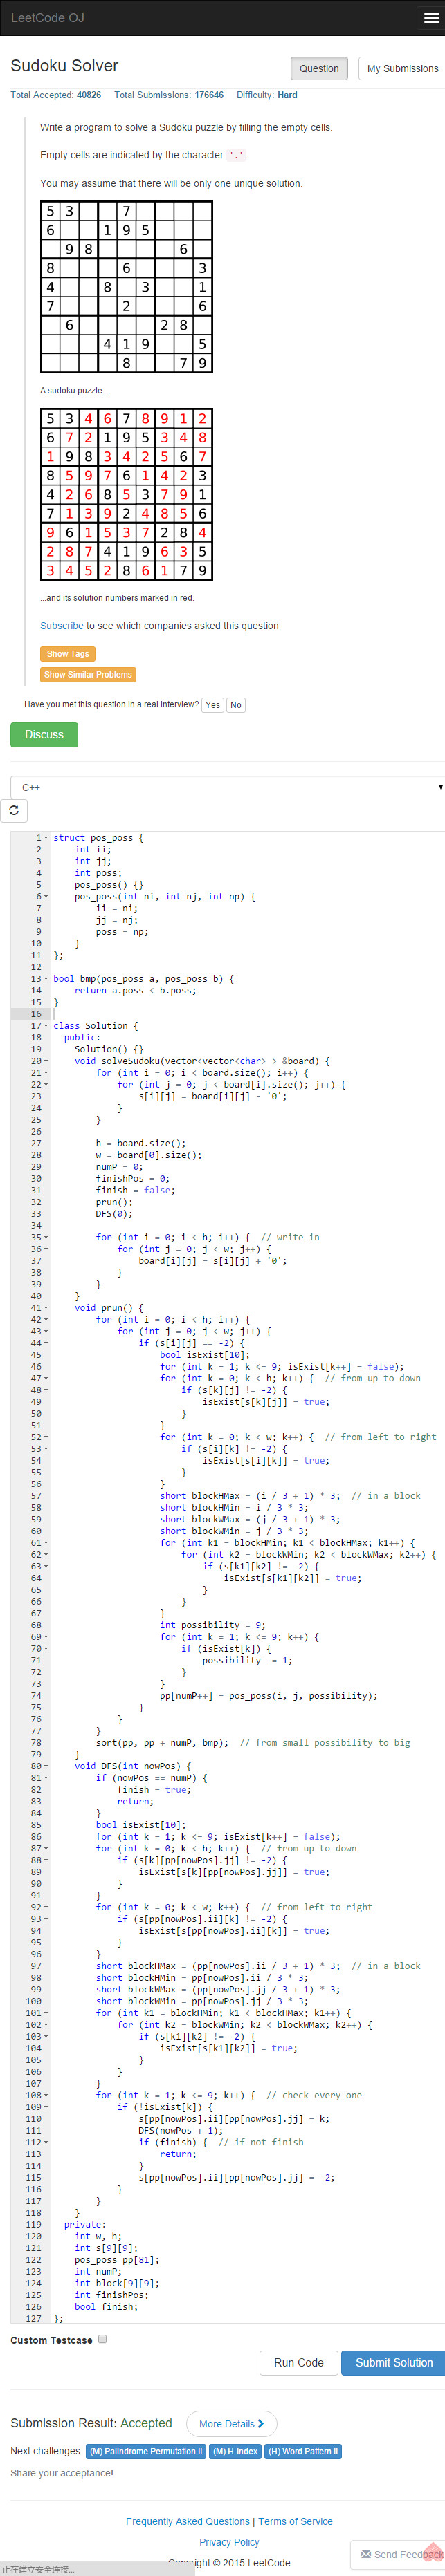 LeetCode OJ
Sudoku Solver
Question
My Submissions
Total Accepted: 40826 Total Submissions: 176646 Difficulty: Hard
Write a program to solve a Sudoku puzzle by filling the empty cells.
Empty cells are indicated by the character '.'.
You may assume that there will be only one unique solution.
5 3 7
6 1 9 5
9 8 6
8 6 3
4 8 3 1
7 2 6
6 2 8
4 1 9 5
8 7 9
A sudoku puzzle...
5 3 4 6 7 8 9 1 2
6 7 2 1 9 5 3 4 8
1 9 8 3 4 2 5 6 7
8 5 9 7 6 1 4 2 3
4 2 6 8 5 3 7 9 1
7 1 3 9 2 4 8 5 6
9 6 1 5 3 7 2 8 4
2 8 7 4 1 9 6 3 5
3 4 5 2 8 6 1 7 9
...and its solution numbers marked in red.
Subscribe to see which companies asked this question
Show Tags
Show Similar Problems
Have you met this question in a real interview? Yes No
Discuss
C++
1 struct pos_poss {
2     int ii;
3     int jj;
4     int poss;
5     pos_poss() {}
6     pos_poss(int ni, int nj, int np) {
7         ii = ni;
8         jj = nj;
9         poss = np;
10     }
11 };
12
13 bool bmp(pos_poss a, pos_poss b) {
14     return a.poss < b.poss;
15 }
16
17 class Solution {
18   public:
19     Solution() {}
20     void solveSudoku(vector<vector<char> > &board) {
21         for (int i = 0; i < board.size(); i++) {
22             for (int j = 0; j < board[i].size(); j++) {
23                 s[i][j] = board[i][j] - '0';
24             }
25         }
26
27         h = board.size();
28         w = board[0].size();
29         numP = 0;
30         finishPos = 0;
31         finish = false;
32         prun();
33         DFS(0);
34
35         for (int i = 0; i < h; i++) {  // write in
36             for (int j = 0; j < w; j++) {
37                 board[i][j] = s[i][j] + '0';
38             }
39         }
40     }
41     void prun() {
42         for (int i = 0; i < h; i++) {
43             for (int j = 0; j < w; j++) {
44                 if (s[i][j] == -2) {
45                     bool isExist[10];
46                     for (int k = 1; k <= 9; isExist[k++] = false);
47                     for (int k = 0; k < h; k++) {  // from up to down
48                         if (s[k][j] != -2) {
49                             isExist[s[k][j]] = true;
50                         }
51                     }
52                     for (int k = 0; k < w; k++) {  // from left to right
53                         if (s[i][k] != -2) {
54                             isExist[s[i][k]] = true;
55                         }
56                     }
57                     short blockHMax = (i / 3 + 1) * 3;  // in a block
58                     short blockHMin = i / 3 * 3;
59                     short blockWMax = (j / 3 + 1) * 3;
60                     short blockWMin = j / 3 * 3;
61                     for (int k1 = blockHMin; k1 < blockHMax; k1++) {
62                         for (int k2 = blockWMin; k2 < blockWMax; k2++) {
63                             if (s[k1][k2] != -2) {
64                                 isExist[s[k1][k2]] = true;
65                             }
66                         }
67                     }
68                     int possibility = 9;
69                     for (int k = 1; k <= 9; k++) {
70                         if (isExist[k]) {
71                             possibility -= 1;
72                         }
73                     }
74                     pp[numP++] = pos_poss(i, j, possibility);
75                 }
76             }
77         }
78         sort(pp, pp + numP, bmp);  // from small possibility to big
79     }
80     void DFS(int nowPos) {
81         if (nowPos == numP) {
82             finish = true;
83             return;
84         }
85         bool isExist[10];
86         for (int k = 1; k <= 9; isExist[k++] = false);
87         for (int k = 0; k < h; k++) {  // from up to down
88             if (s[k][pp[nowPos].jj] != -2) {
89                 isExist[s[k][pp[nowPos].jj]] = true;
90             }
91         }
92         for (int k = 0; k < w; k++) {  // from left to right
93             if (s[pp[nowPos].ii][k] != -2) {
94                 isExist[s[pp[nowPos].ii][k]] = true;
95             }
96         }
97         short blockHMax = (pp[nowPos].ii / 3 + 1) * 3;  // in a block
98         short blockHMin = pp[nowPos].ii / 3 * 3;
99         short blockWMax = (pp[nowPos].jj / 3 + 1) * 3;
100         short blockWMin = pp[nowPos].jj / 3 * 3;
101         for (int k1 = blockHMin; k1 < blockHMax; k1++) {
102             for (int k2 = blockWMin; k2 < blockWMax; k2++) {
103                 if (s[k1][k2] != -2) {
104                     isExist[s[k1][k2]] = true;
105                 }
106             }
107         }
108         for (int k = 1; k <= 9; k++) {  // check every one
109             if (!isExist[k]) {
110                 s[pp[nowPos].ii][pp[nowPos].jj] = k;
111                 DFS(nowPos + 1);
112                 if (finish) {  // if not finish
113                     return;
114                 }
115                 s[pp[nowPos].ii][pp[nowPos].jj] = -2;
116             }
117         }
118     }
119   private:
120     int w, h;
121     int s[9][9];
122     pos_poss pp[81];
123     int numP;
124     int block[9][9];
125     int finishPos;
126     bool finish;
127 };
Custom Testcase
Run Code
Submit Solution
Submission Result: Accepted
More Details
Next challenges: (M) Palindrome Permutation II (M) H-Index (H) Word Pattern II
Share your acceptance!
Frequently Asked Questions | Terms of Service
Privacy Policy
Send Feedback
正在建立安全连接...
Copyright © 2015 LeetCode